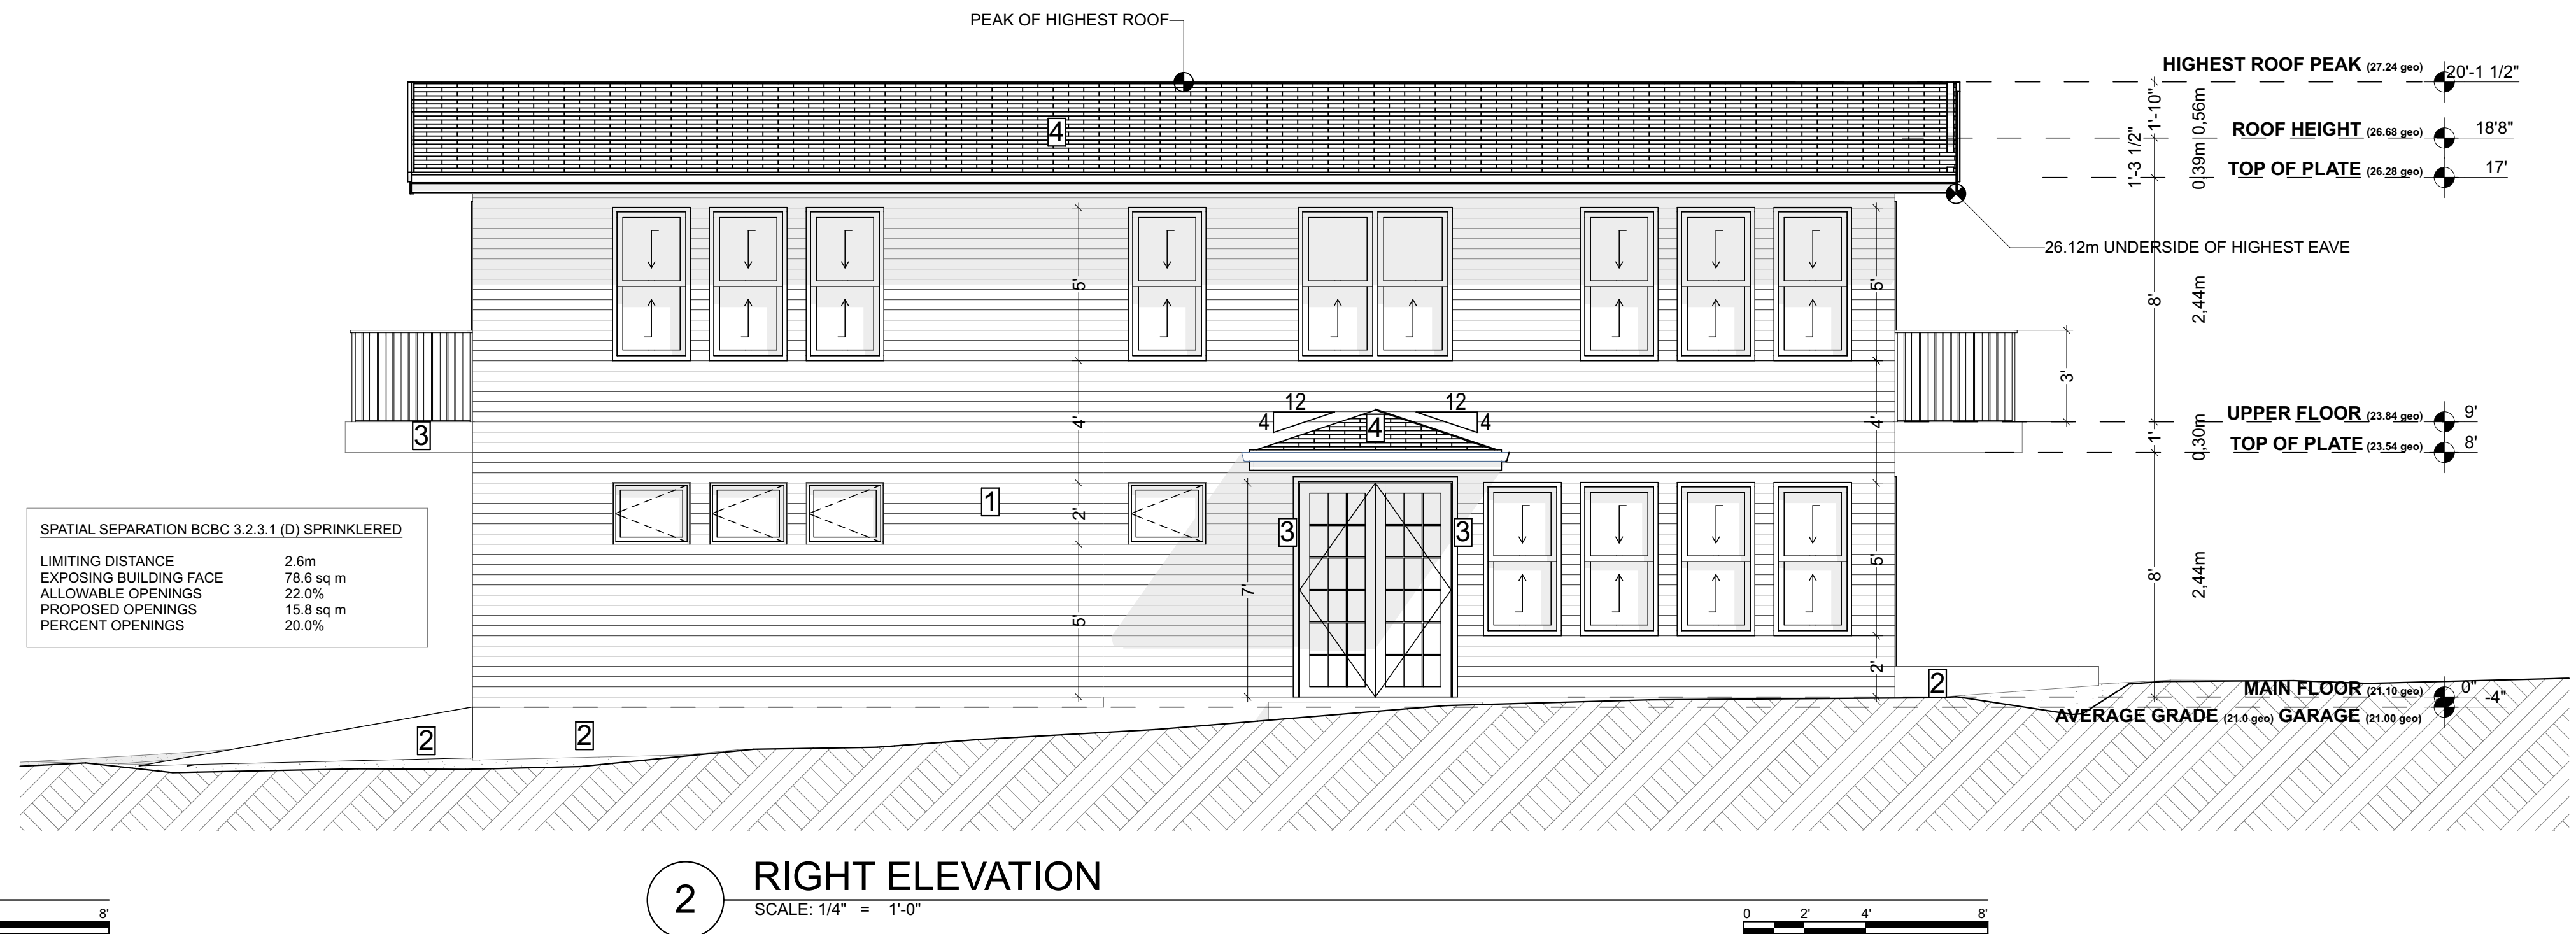 PEAK OF HIGHEST ROOF
HIGHEST ROOF PEAK (27.24 geo) 20'-1 1/2"
1'-10" 0,56m
ROOF HEIGHT (26.68 geo) 18'8"
1'-3 1/2" 0,39m
TOP OF PLATE (26.28 geo) 17'
4
26.12m UNDERSIDE OF HIGHEST EAVE
5' 5' 8' 2,44m
3'
12 12
4 4 4
4' 4'
UPPER FLOOR (23.84 geo) 9'
3
1' 0,30m
TOP OF PLATE (23.54 geo) 8'
1
2'
3 3
SPATIAL SEPARATION BCBC 3.2.3.1 (D) SPRINKLERED
LIMITING DISTANCE 2.6m
EXPOSING BUILDING FACE 78.6 sq m
ALLOWABLE OPENINGS 22.0%
PROPOSED OPENINGS 15.8 sq m
PERCENT OPENINGS 20.0%
5' 7' 5' 8' 2,44m
2'
2
MAIN FLOOR (21.10 geo) 0"
-4"
AVERAGE GRADE (21.0 geo) GARAGE (21.00 geo)
2 2
2 RIGHT ELEVATION
SCALE: 1/4" = 1'-0"
8'
0 2' 4' 8'